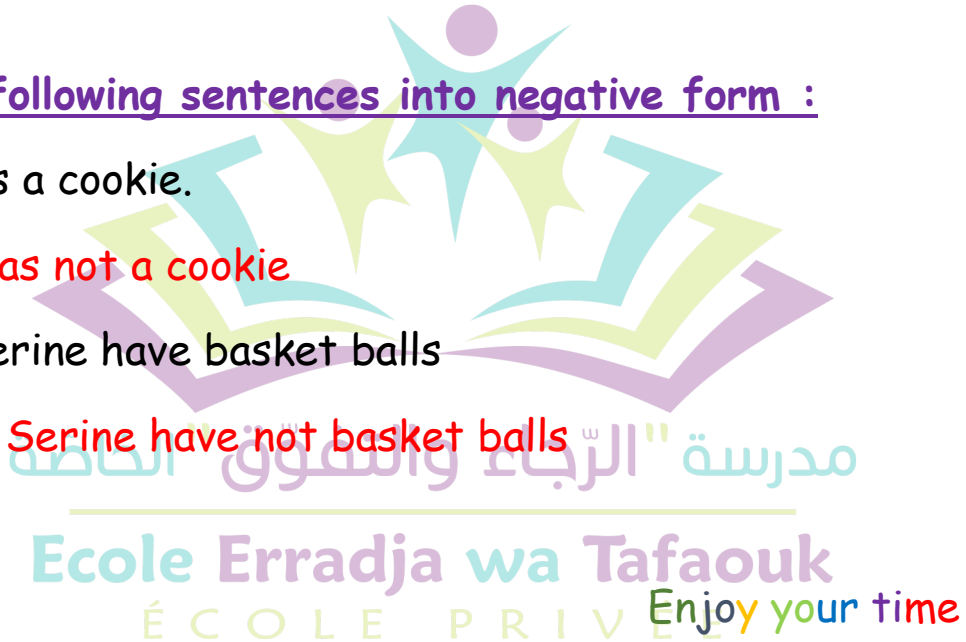 following sentences into negative form :
s a cookie.
as not a cookie
erine have basket balls
Serine have not basket balls
مدرسة "الرّجاء والتفوّق" الخاصة
Ecole Erradja wa Tafaouk
ÉCOLE PRIVÉE
Enjoy your time